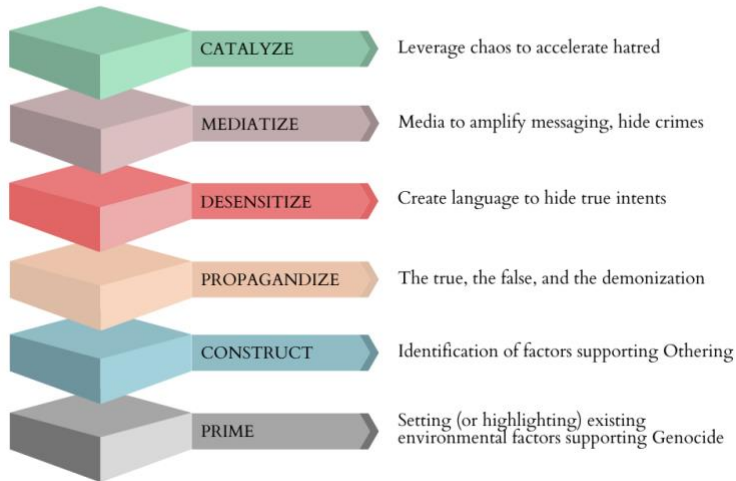 CATALYZE
Leverage chaos to accelerate hatred
MEDIATIZE
Media to amplify messaging, hide crimes
DESENSITIZE
Create language to hide true intents
PROPAGANDIZE
The true, the false, and the demonization
CONSTRUCT
Identification of factors supporting Othering
PRIME
Setting (or highlighting) existing
environmental factors supporting Genocide